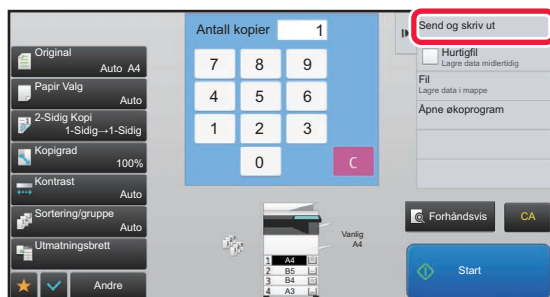 Original
Auto A4
Papir Valg
Auto
2-Sidig Kopi
1-Sidig→1-Sidig
Kopigrad
100%
Kontrast
Auto
Sortering/gruppe
Auto
Utmatningsbrett
Andre
Antall kopier 1
7 8 9
4 5 6
1 2 3
0 C
Vanlig
A4
1 A4
2 B5
3 B4
4 A3
Send og skriv ut
Hurtigfil
Lagre data midlertidig
Fil
Lagre data i mappe
Åpne økoprogram
Forhåndsvis CA
Start